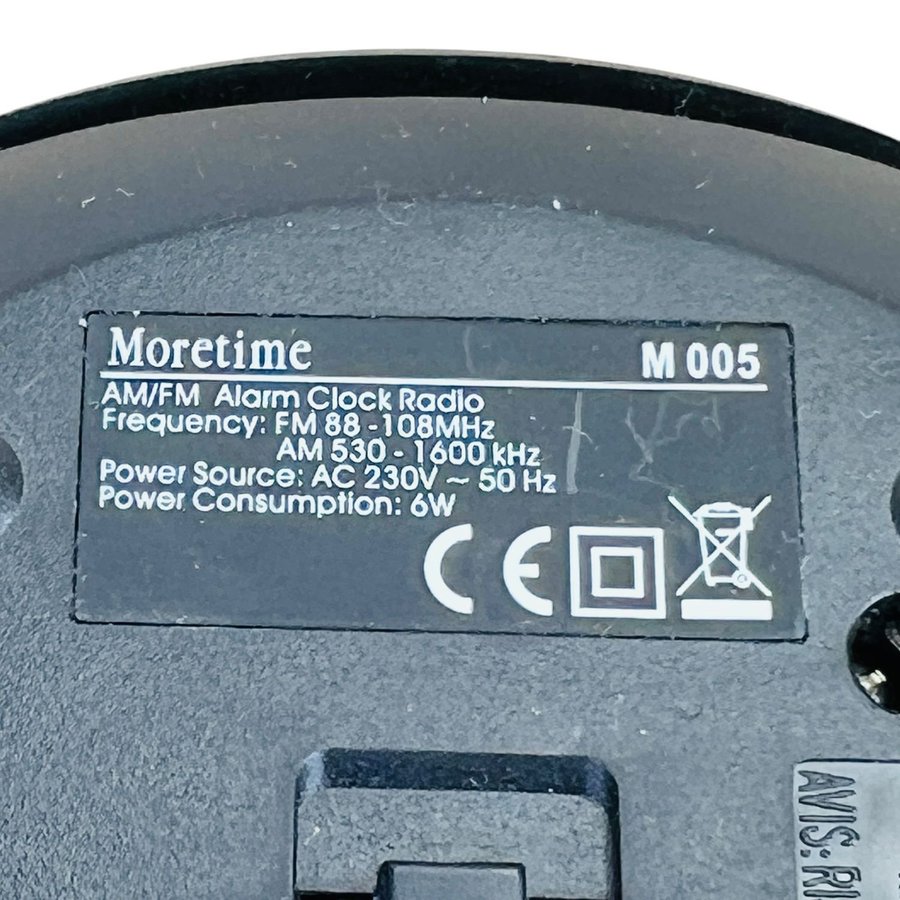 Moretime M 005
AM/FM Alarm Clock Radio
Frequency: FM 88 - 108MHz
AM 530 - 1600 kHz
Power Source: AC 230V ~ 50 Hz
Power Consumption: 6W
CE
AVIS: